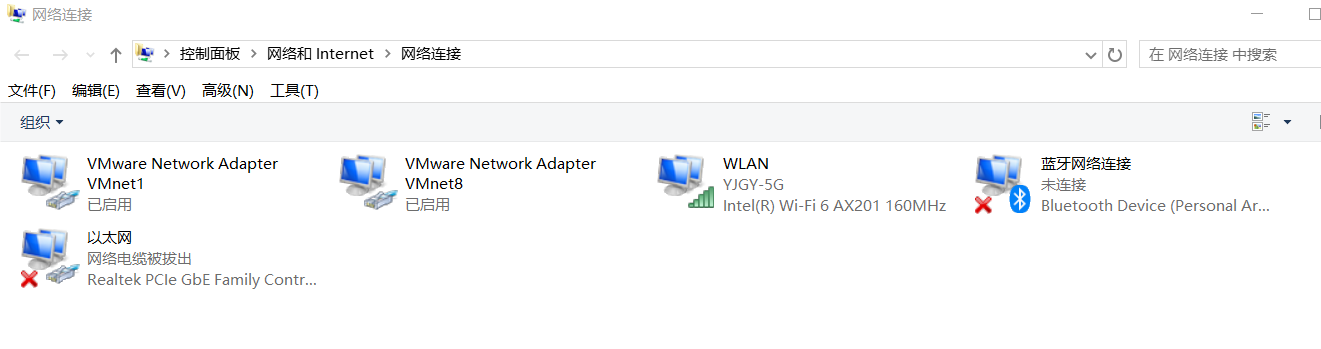 网络连接
控制面板 网络和 Internet 网络连接
在 网络连接 中搜索
文件(F) 编辑(E) 查看(V) 高级(N) 工具(T)
组织
VMware Network Adapter
VMnet1
已启用
VMware Network Adapter
VMnet8
已启用
WLAN
YJGY-5G
Intel(R) Wi-Fi 6 AX201 160MHz
蓝牙网络连接
未连接
Bluetooth Device (Personal Ar...
以太网
网络电缆被拔出
Realtek PCIe GbE Family Contr...